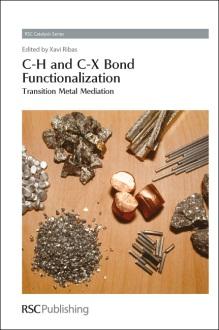 RSC Catalysis Series
Edited by Xavi Ribas
C-H and C-X Bond
Functionalization
Transition Metal Mediation
RSCPublishing